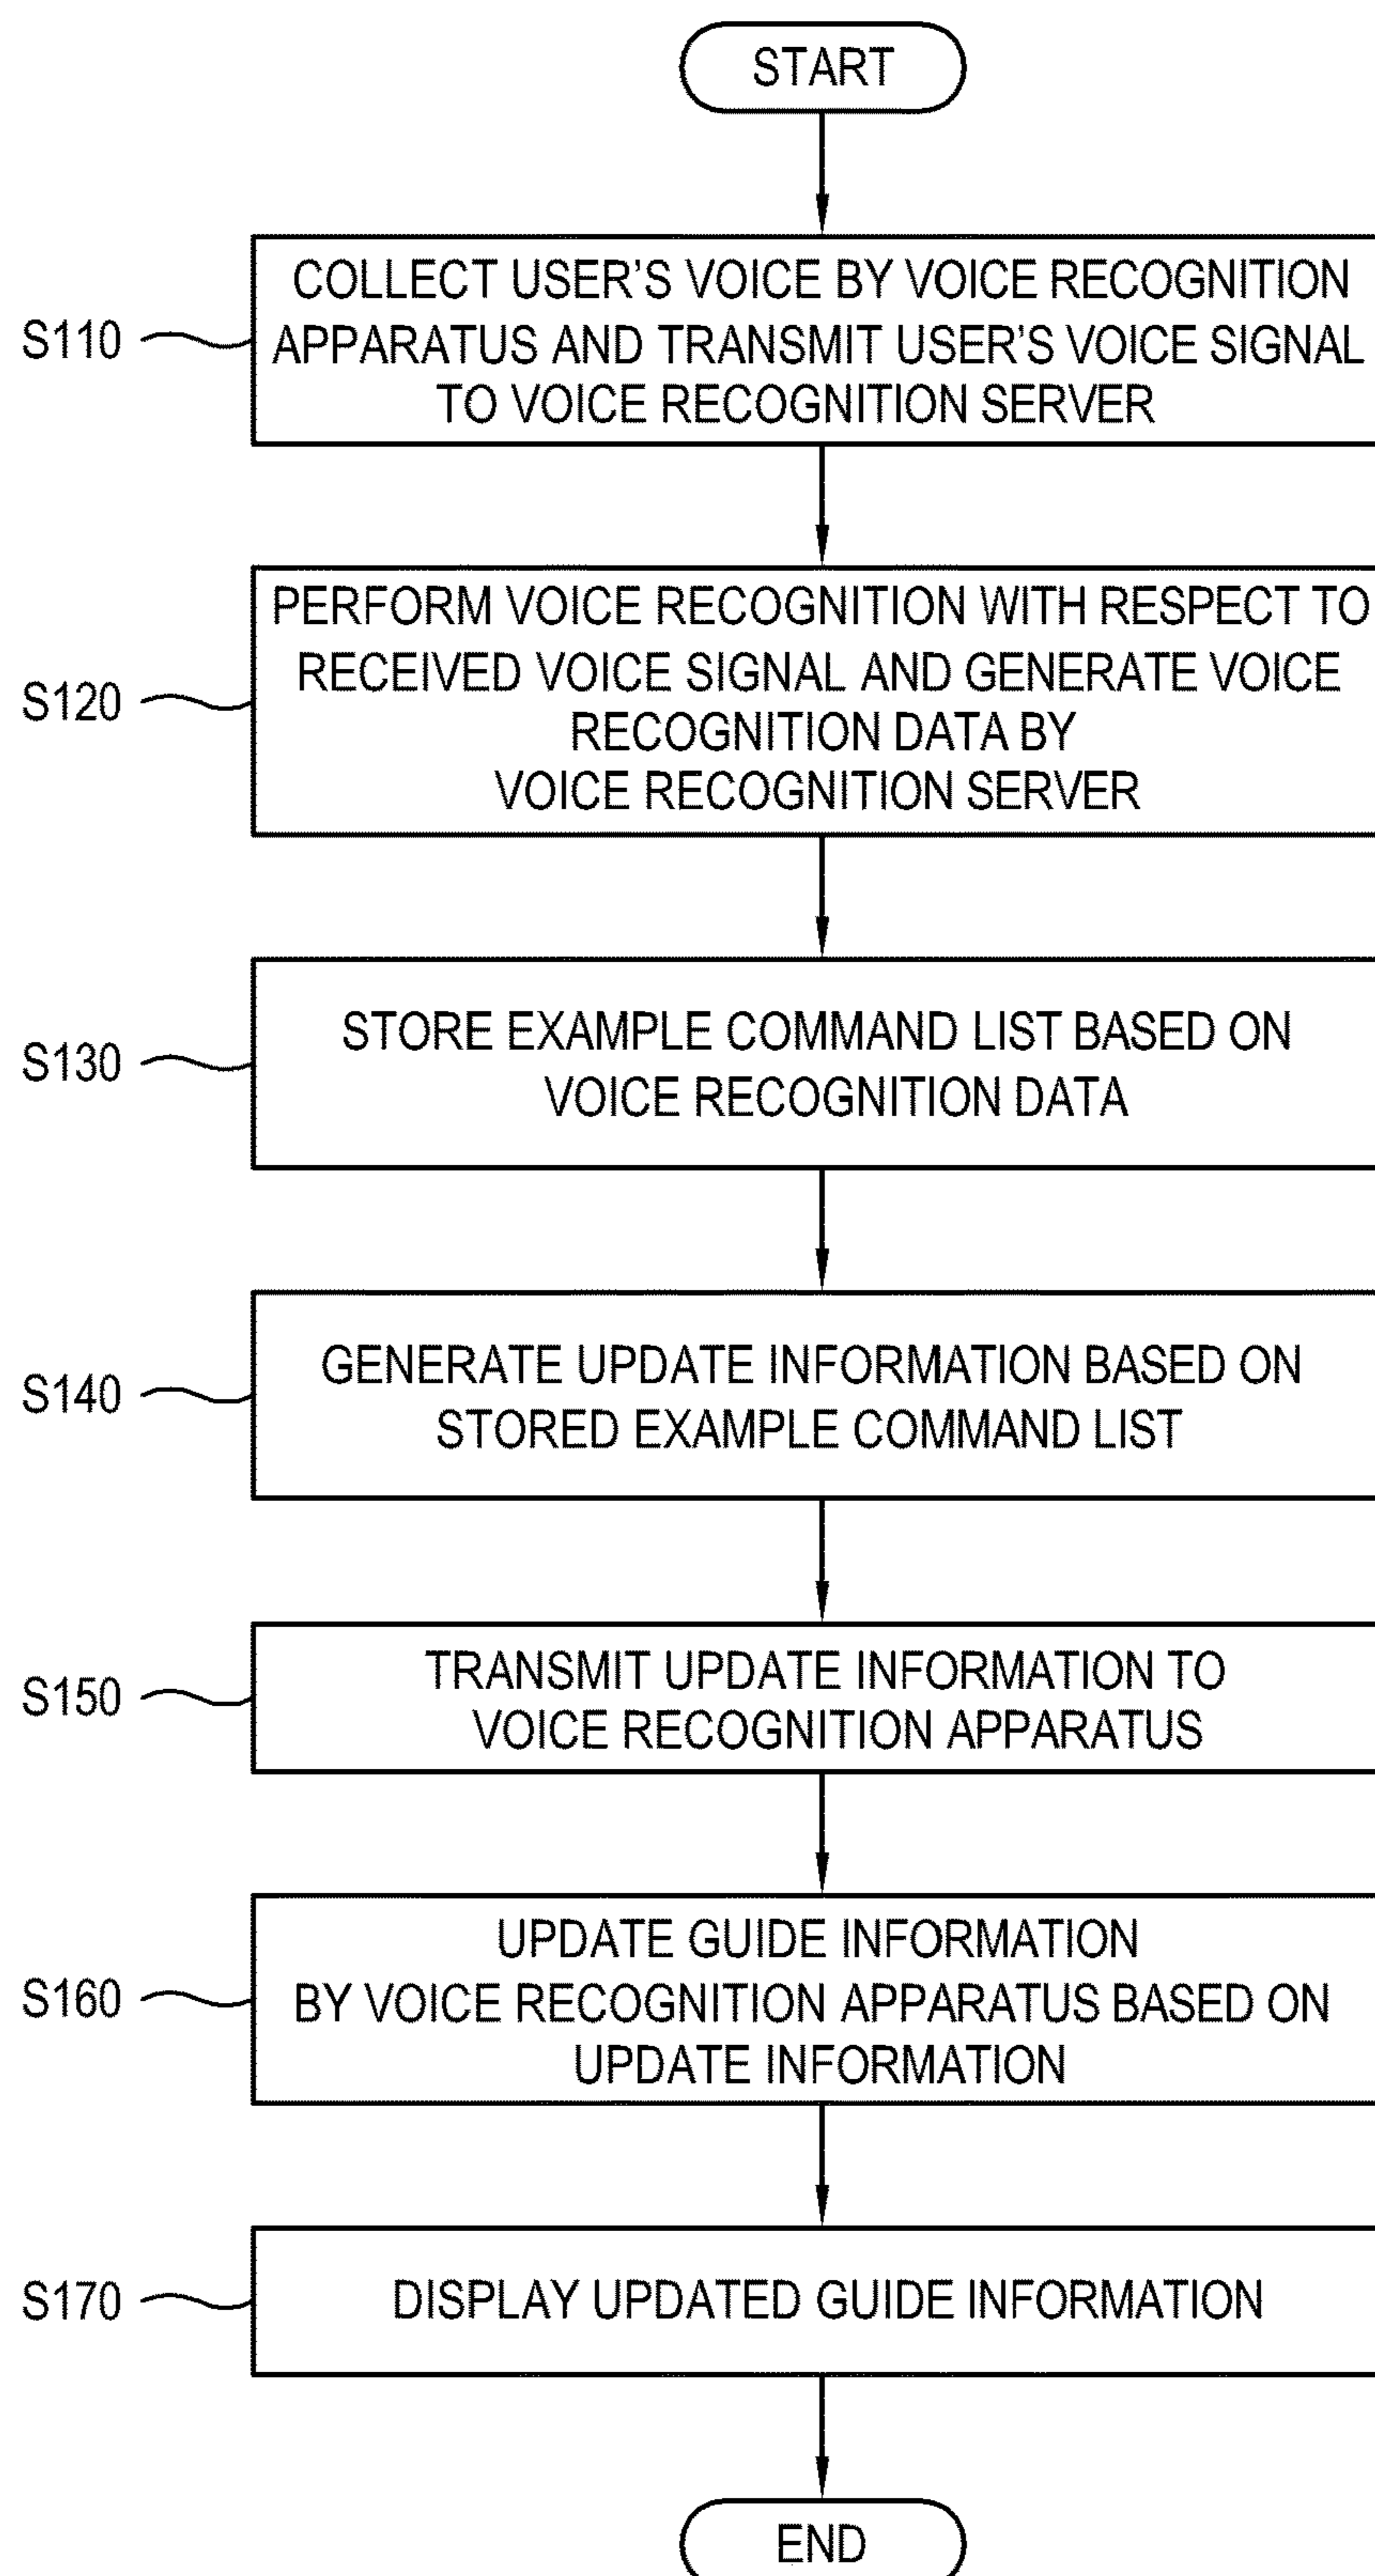 START
S110
COLLECT USER'S VOICE BY VOICE RECOGNITION
APPARATUS AND TRANSMIT USER'S VOICE SIGNAL
TO VOICE RECOGNITION SERVER
S120
PERFORM VOICE RECOGNITION WITH RESPECT TO
RECEIVED VOICE SIGNAL AND GENERATE VOICE
RECOGNITION DATA BY
VOICE RECOGNITION SERVER
S130
STORE EXAMPLE COMMAND LIST BASED ON
VOICE RECOGNITION DATA
S140
GENERATE UPDATE INFORMATION BASED ON
STORED EXAMPLE COMMAND LIST
S150
TRANSMIT UPDATE INFORMATION TO
VOICE RECOGNITION APPARATUS
S160
UPDATE GUIDE INFORMATION
BY VOICE RECOGNITION APPARATUS BASED ON
UPDATE INFORMATION
S170
DISPLAY UPDATED GUIDE INFORMATION
END